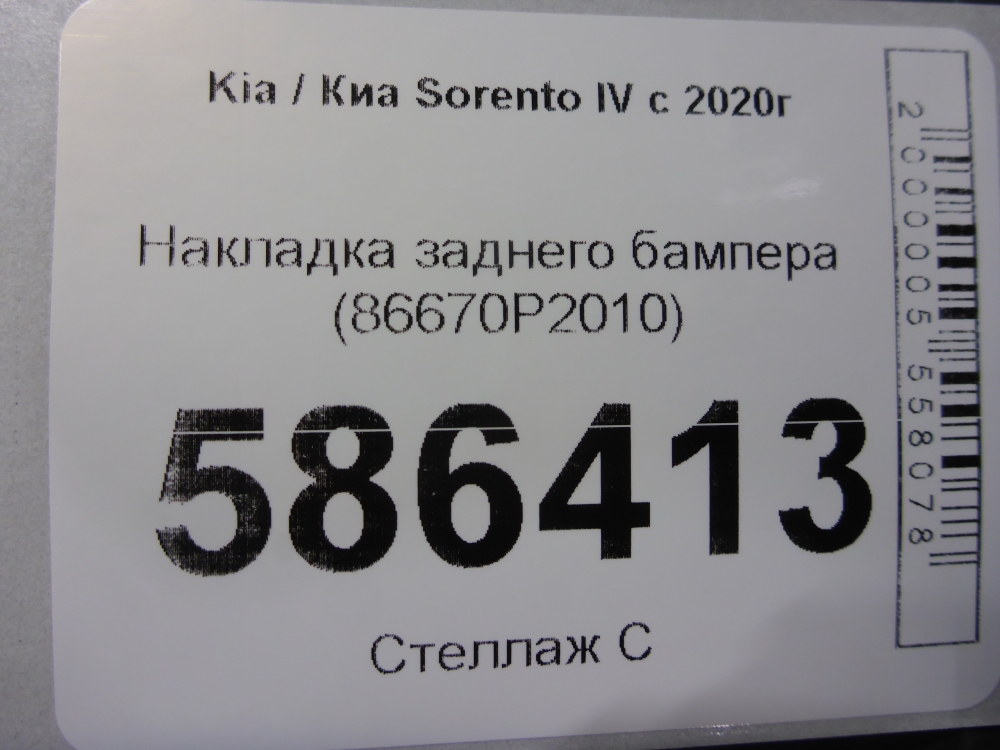 Kia / Киа Sorento IV с 2020г
Накладка заднего бампера
(86670P2010)
586413
Стеллаж С
2000005558078